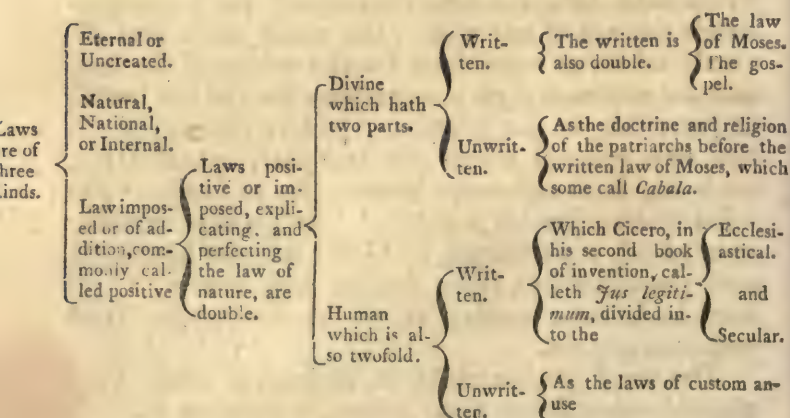 Laws
are of
three
kinds.
Eternal or
Uncreated.
Natural,
National,
or Internal.
Law impos-
ed or of ad-
dition, com-
monly cal-
led positive
Laws posi-
tive or im-
posed, expli-
cating, and
perfecting
the law of
nature, are
double.
Divine
which hath
two parts.
Writ-
ten.
The written is
also double.
The law
of Moses.
The gos-
pel.
Unwrit-
ten.
As the doctrine and religion
of the patriarchs before the
written law of Moses, which
some call Cabala.
Human
which is al-
so twofold.
Writ-
ten.
Which Cicero, in
his second book
of invention, cal-
leth Jus legiti-
mum, divided in-
to the
Ecclesi-
astical.
and
Secular.
Unwrit-
ten.
As the laws of custom an-
use